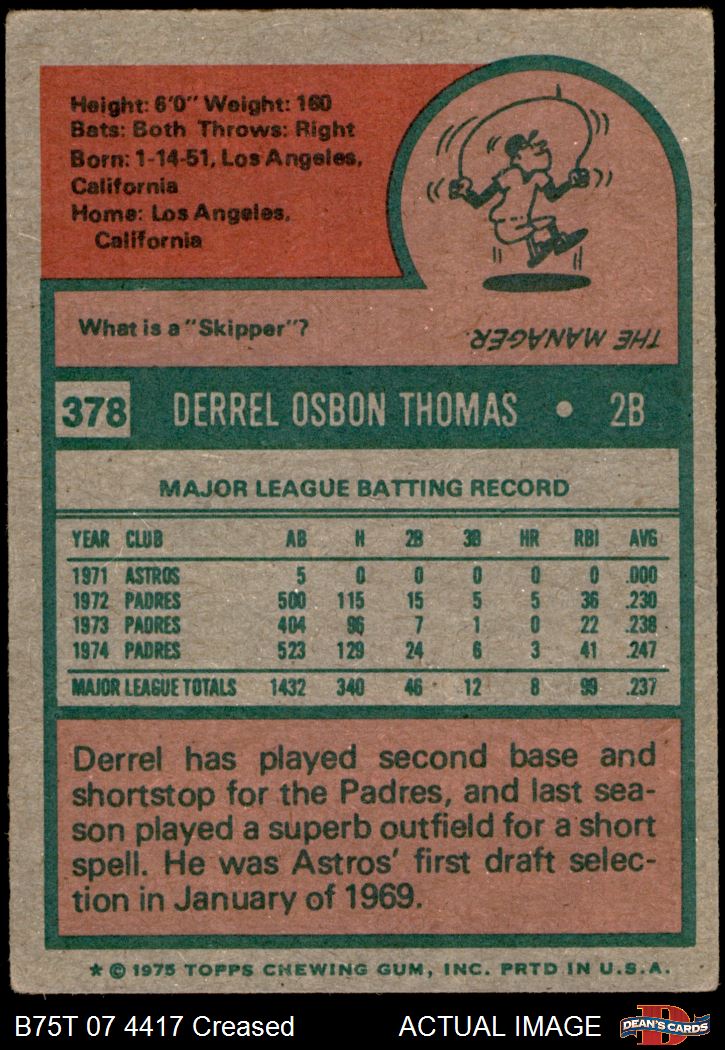 Height: 6'0" Weight: 160
Bats: Both Throws: Right
Born: 1-14-51, Los Angeles,
California
Home: Los Angeles,
California
What is a "Skipper"?
THE MANAGER.
378 DERREL OSBON THOMAS • 2B
MAJOR LEAGUE BATTING RECORD
YEAR CLUB AB H 2B 3B HR RBI AVG
1971 ASTROS 5 0 0 0 0 0 .000
1972 PADRES 500 115 15 5 5 36 .230
1973 PADRES 404 96 7 1 0 22 .238
1974 PADRES 523 129 24 6 3 41 .247
MAJOR LEAGUE TOTALS 1432 340 46 12 8 99 .237
Derrel has played second base and
shortstop for the Padres, and last sea-
son played a superb outfield for a short
spell. He was Astros' first draft selec-
tion in January of 1969.
* © 1975 TOPPS CHEWING GUM, INC. PRTD IN U.S.A.
B75T 07 4417 Creased ACTUAL IMAGE
DEAN'S CARDS